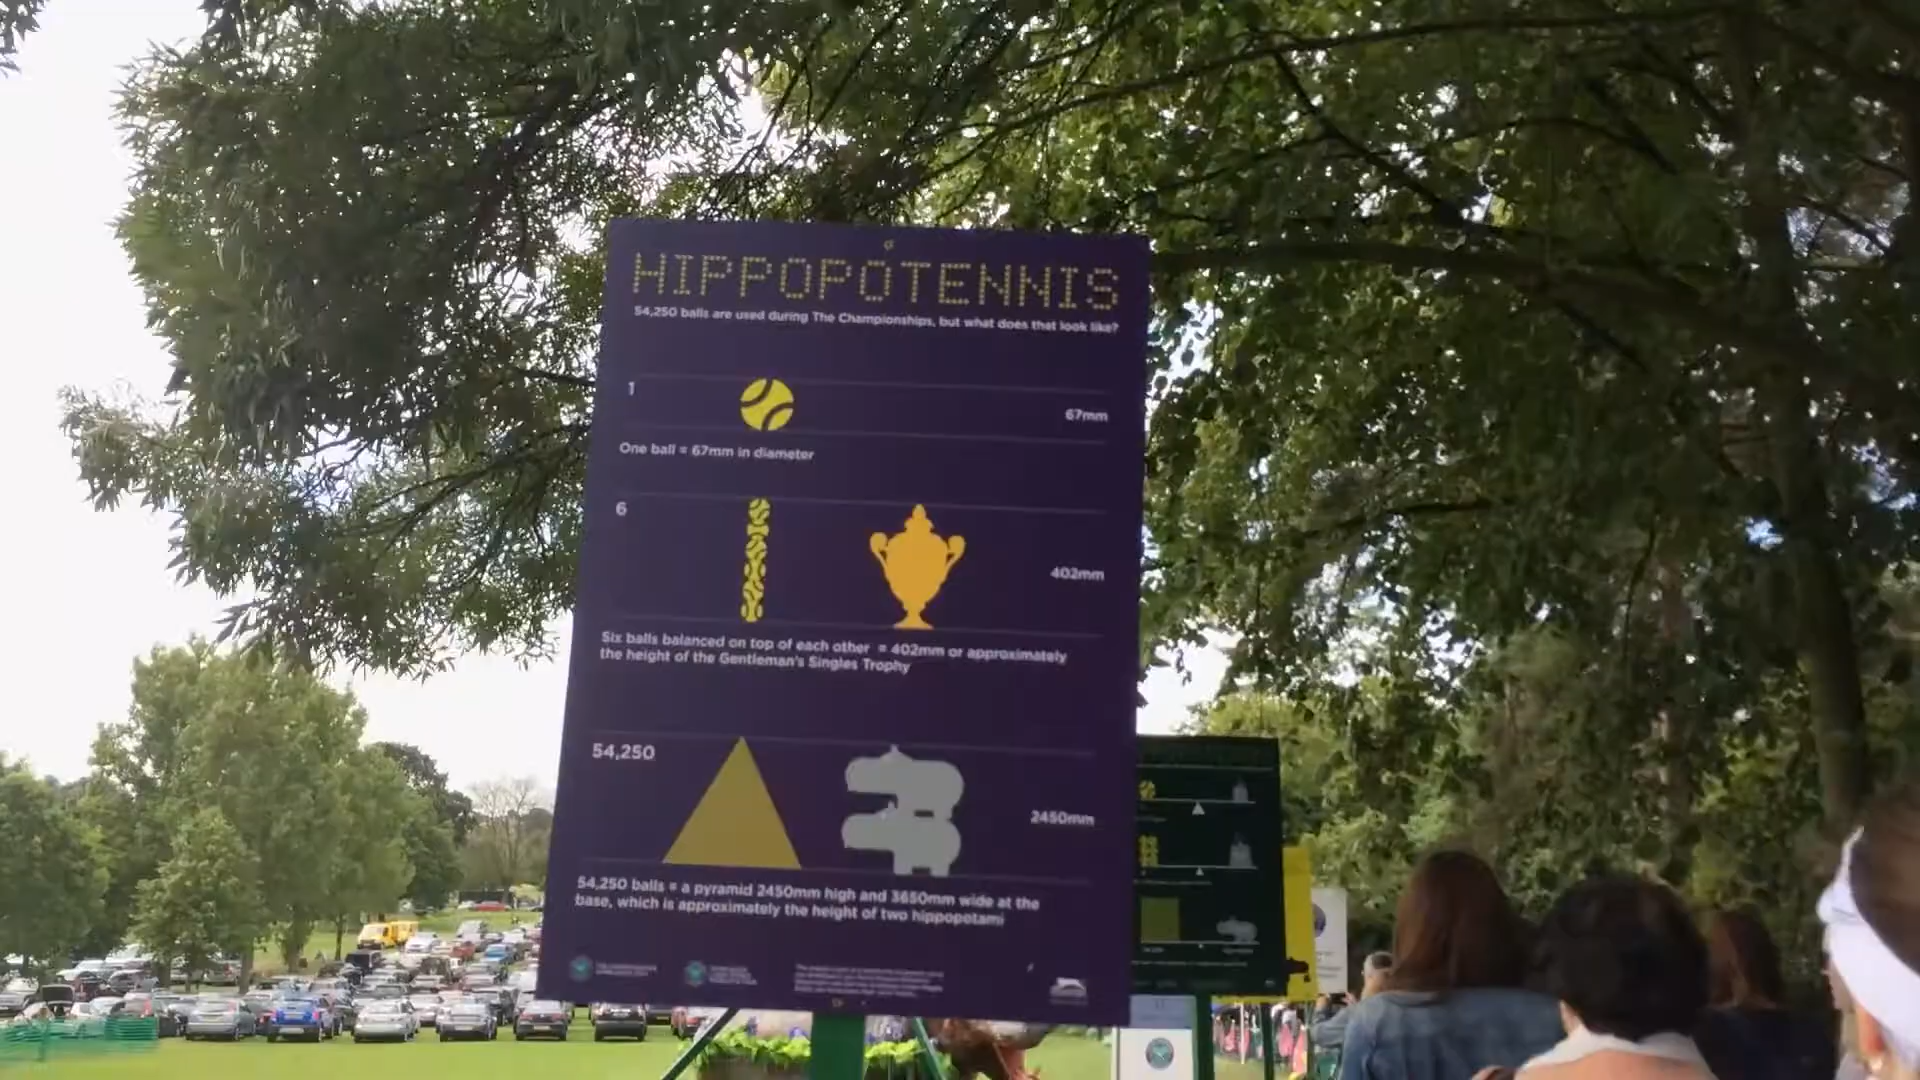 HIPPOPOTENNIS
54,250 balls are used during The Championships, but what does that look like?
1
67mm
One ball = 67mm in diameter
6
402mm
Six balls balanced on top of each other = 402mm or approximately
the height of the Gentleman's Singles Trophy
54,250
2450mm
54,250 balls = a pyramid 2450mm high and 3650mm wide at the
base, which is approximately the height of two hippopotami